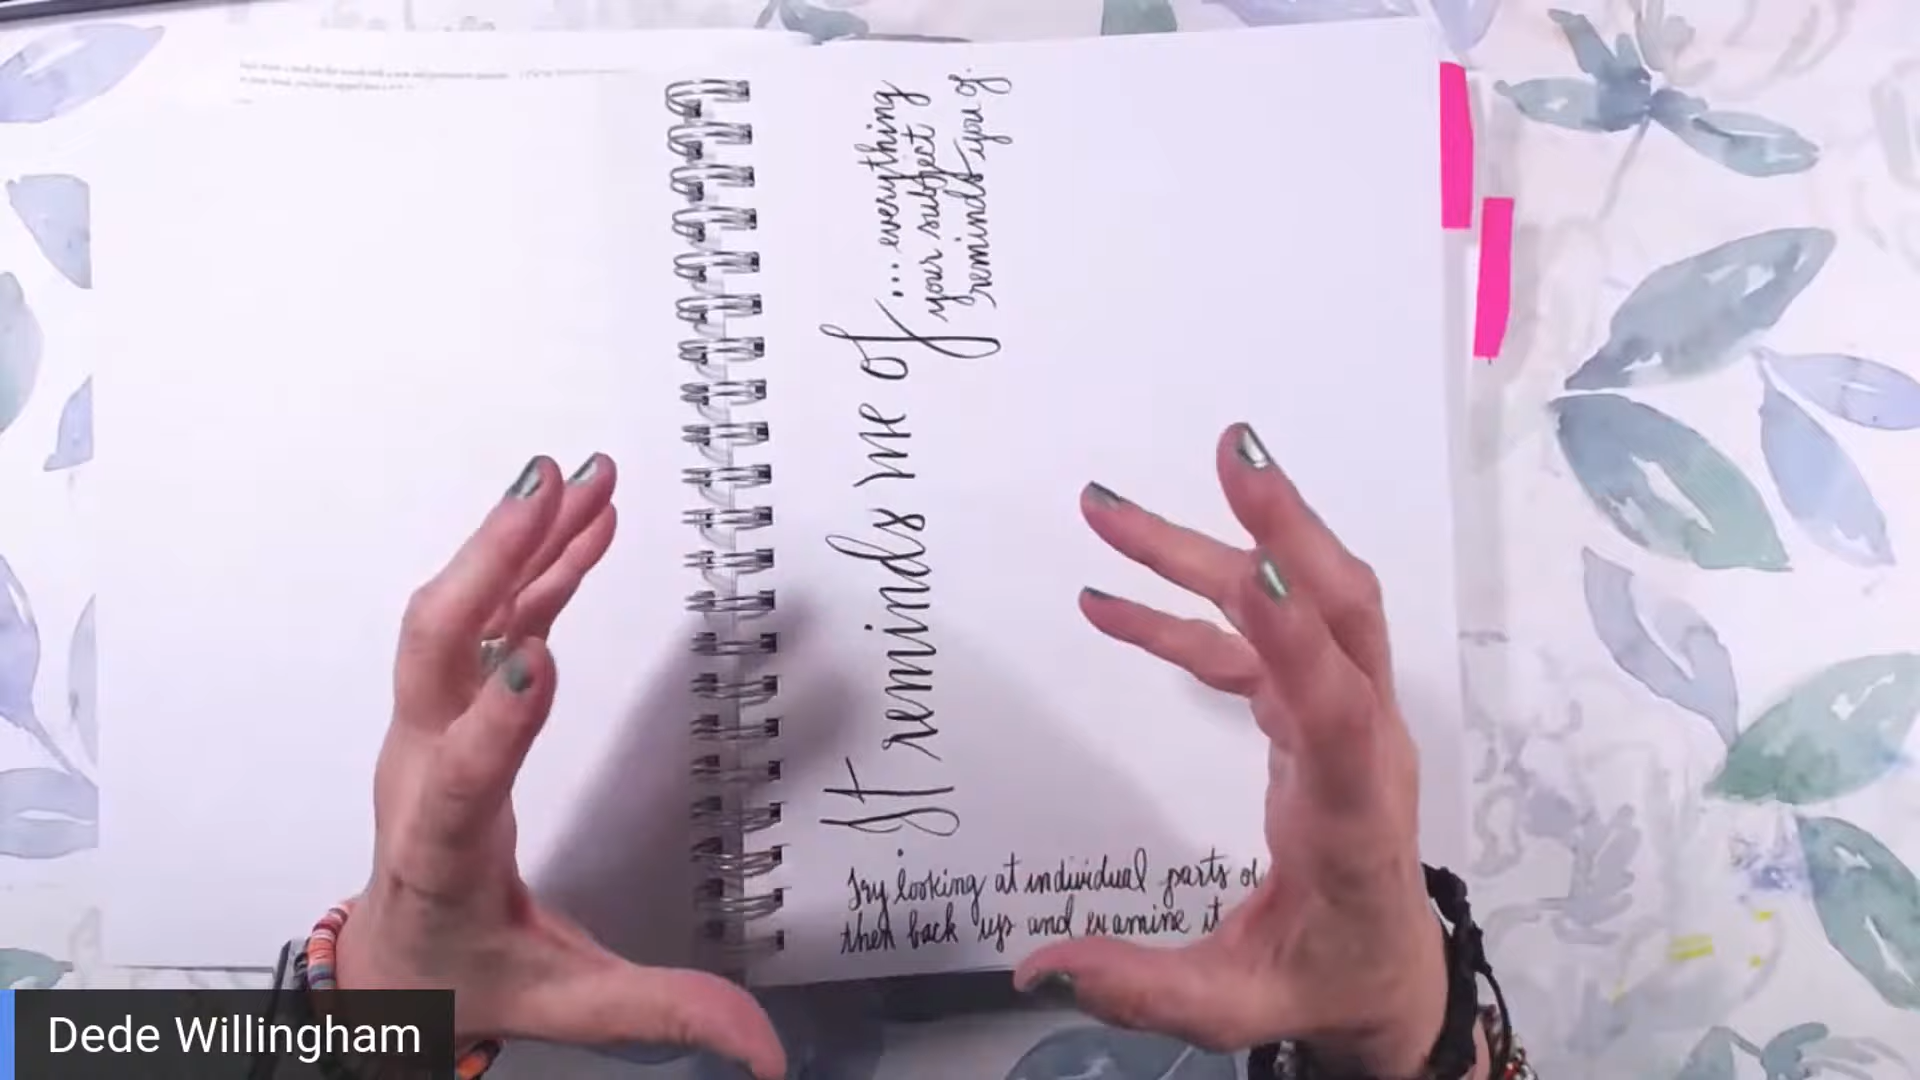 It reminds me of
... everything
your subject
reminds you of.
Try looking at individual parts
then back up and examine it
Dede Willingham